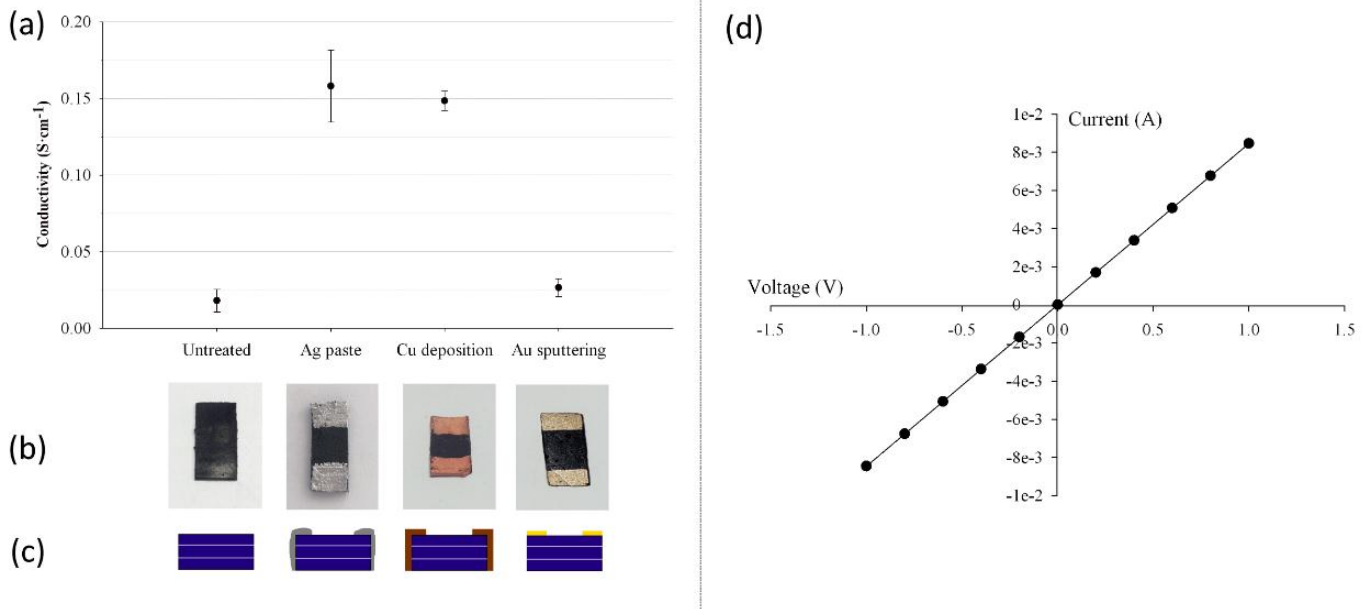 (a)
0.20
0.15
0.10
0.05
0.00
Conductivity (S·cm⁻¹)
Untreated Ag paste Cu deposition Au sputtering
(b)
(c)
(d)
Current (A)
1e-2
8e-3
6e-3
4e-3
2e-3
0
-2e-3
-4e-3
-6e-3
-8e-3
-1e-2
Voltage (V)
-1.5 -1.0 -0.5 0.0 0.5 1.0 1.5